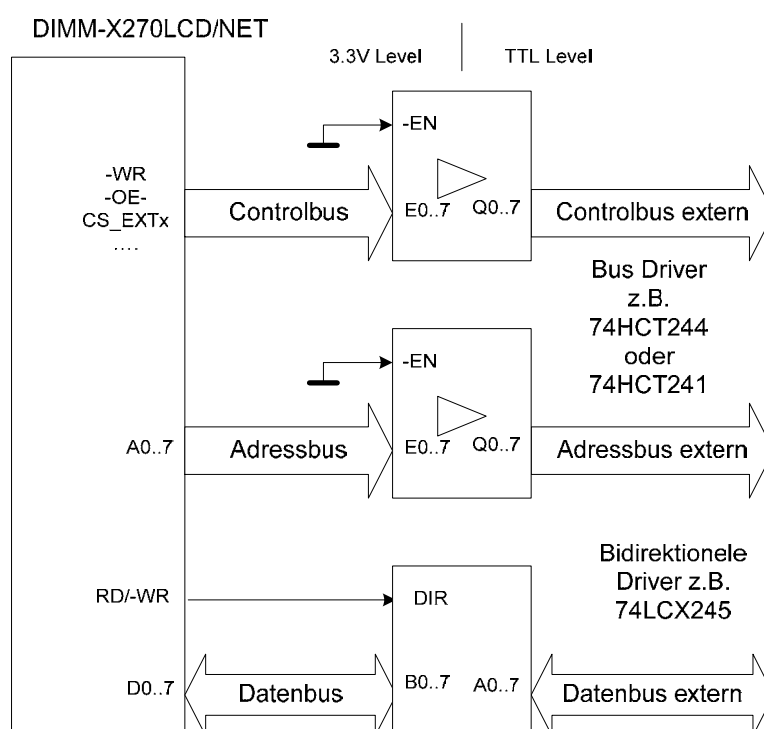 DIMM-X270LCD/NET
3.3V Level
TTL Level
-EN
-WR
-OE-
CS_EXTx
....
Controlbus
E0..7
Q0..7
Controlbus extern
Bus Driver
z.B.
74HCT244
oder
74HCT241
-EN
A0..7
Adressbus
E0..7
Q0..7
Adressbus extern
Bidirektionele
Driver z.B.
74LCX245
RD/-WR
DIR
D0..7
Datenbus
B0..7
A0..7
Datenbus extern